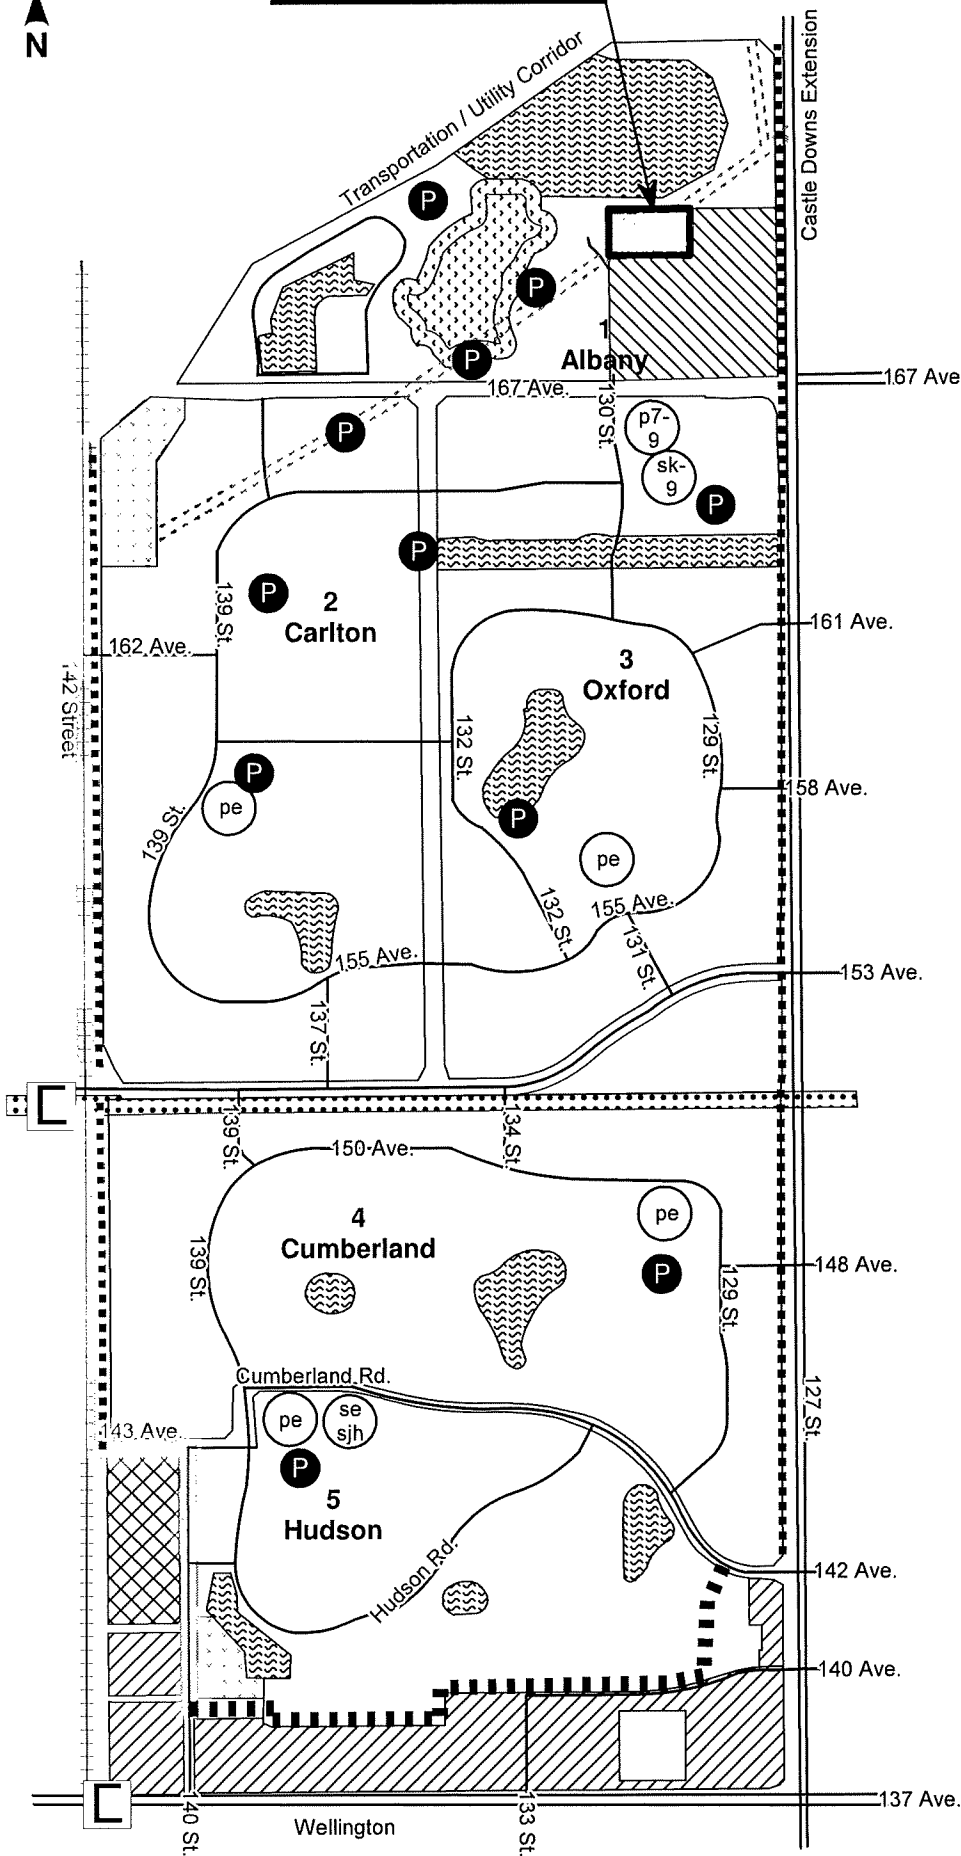 N
Transportation / Utility Corridor
Castle Downs Extension
P
P
P
1
Albany
167 Ave.
167 Ave
130 St.
p7-
9
sk-
9
P
P
P
P
139 St.
2
Carlton
162 Ave.
161 Ave.
3
Oxford
42 Street
132 St.
129 St.
P
pe
158 Ave.
P
139 St.
pe
132 St.
155 Ave.
131 St.
155 Ave.
153 Ave.
137 St.
139 St.
134 St.
150 Ave.
pe
4
Cumberland
P
139 St.
148 Ave.
129 St.
Cumberland Rd.
127 St.
pe
se
sjh
143 Ave.
P
5
Hudson
Hudson Rd.
142 Ave.
140 Ave.
137 Ave.
140 St.
Wellington
133 St.